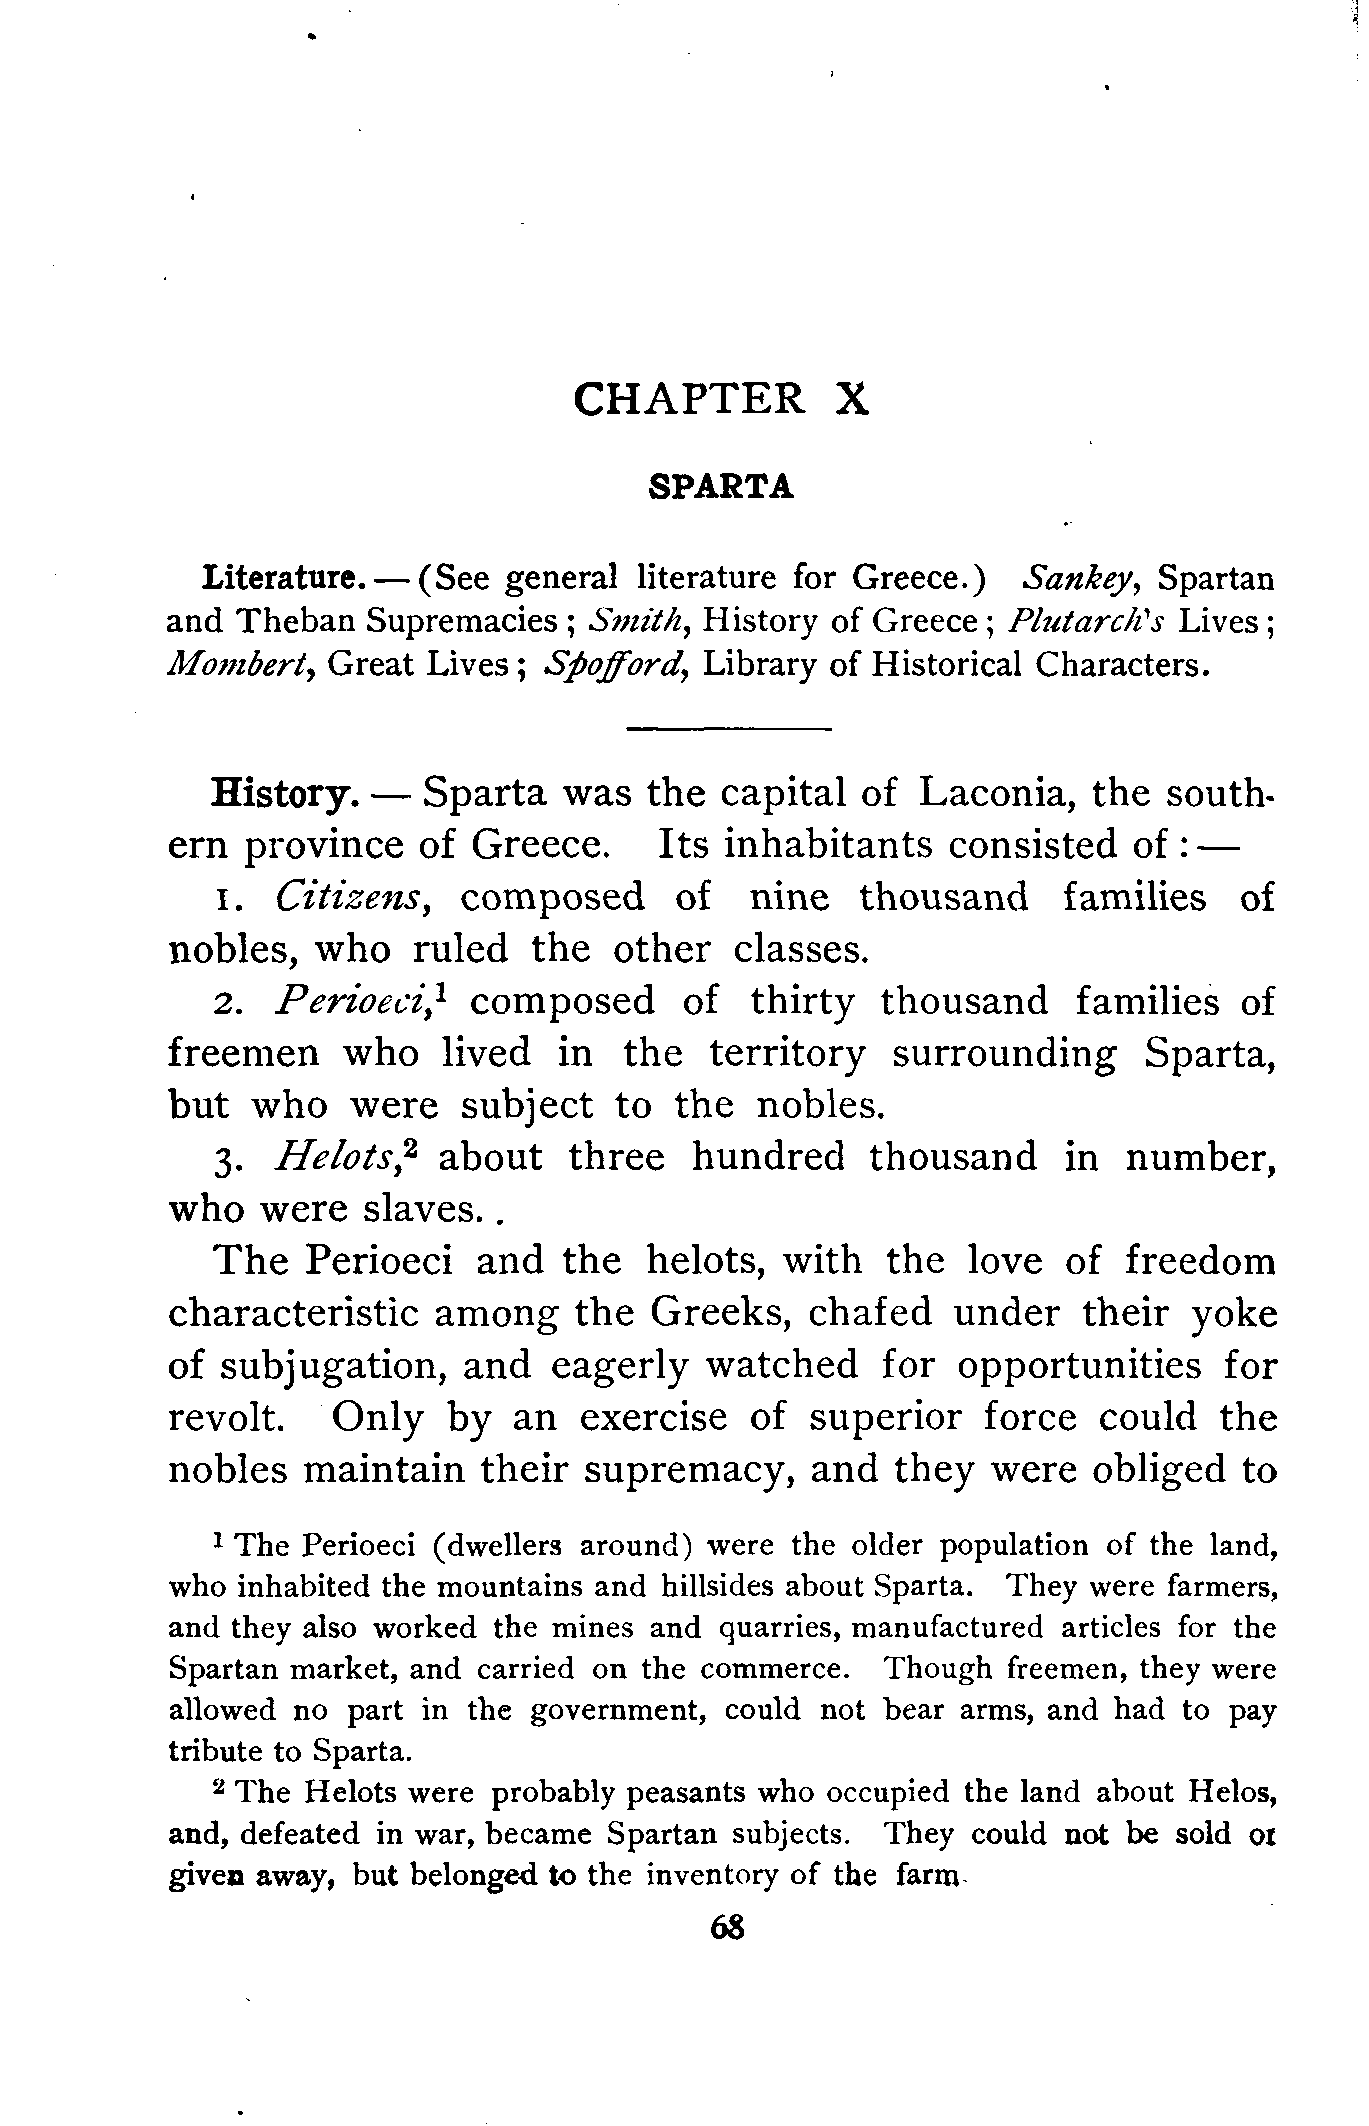 CHAPTER X
SPARTA
Literature. — (See general literature for Greece.) Sankey, Spartan
and Theban Supremacies ; Smith, History of Greece ; Plutarch's Lives ;
Mombert, Great Lives ; Spofford, Library of Historical Characters.
History. — Sparta was the capital of Laconia, the south-
ern province of Greece. Its inhabitants consisted of : —
1. Citizens, composed of nine thousand families of
nobles, who ruled the other classes.
2. Perioeci,¹ composed of thirty thousand families of
freemen who lived in the territory surrounding Sparta,
but who were subject to the nobles.
3. Helots,² about three hundred thousand in number,
who were slaves. .
The Perioeci and the helots, with the love of freedom
characteristic among the Greeks, chafed under their yoke
of subjugation, and eagerly watched for opportunities for
revolt. Only by an exercise of superior force could the
nobles maintain their supremacy, and they were obliged to
¹ The Perioeci (dwellers around) were the older population of the land,
who inhabited the mountains and hillsides about Sparta. They were farmers,
and they also worked the mines and quarries, manufactured articles for the
Spartan market, and carried on the commerce. Though freemen, they were
allowed no part in the government, could not bear arms, and had to pay
tribute to Sparta.
² The Helots were probably peasants who occupied the land about Helos,
and, defeated in war, became Spartan subjects. They could not be sold or
given away, but belonged to the inventory of the farm.
68